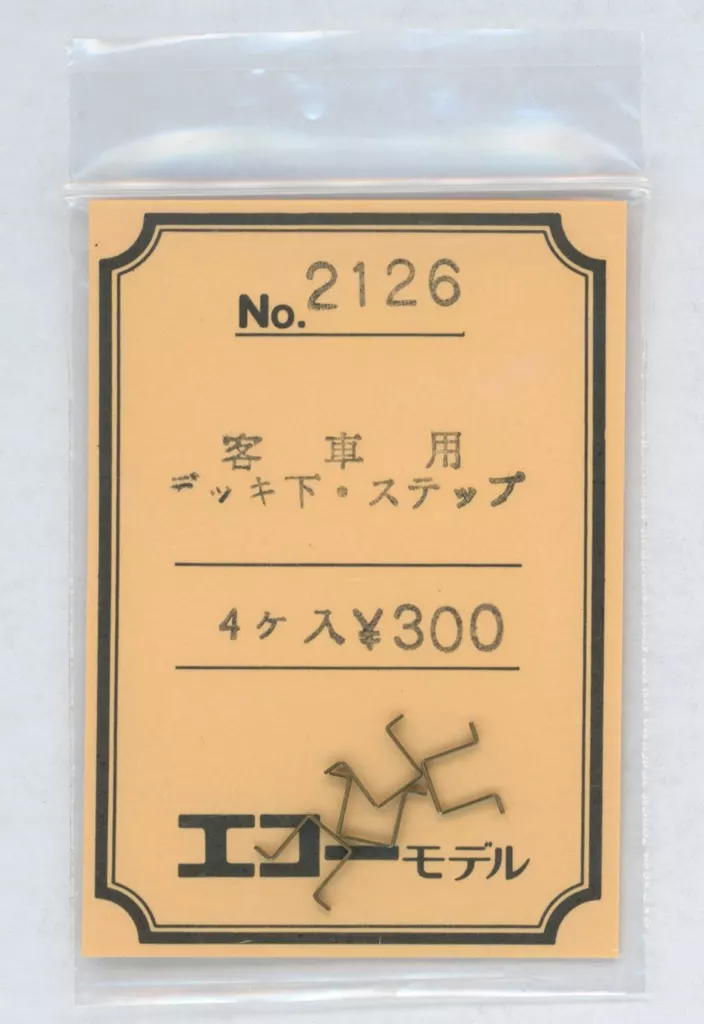 No. 2126
客車用
デッキ下・ステップ
4ケ入¥300
エコーモデル